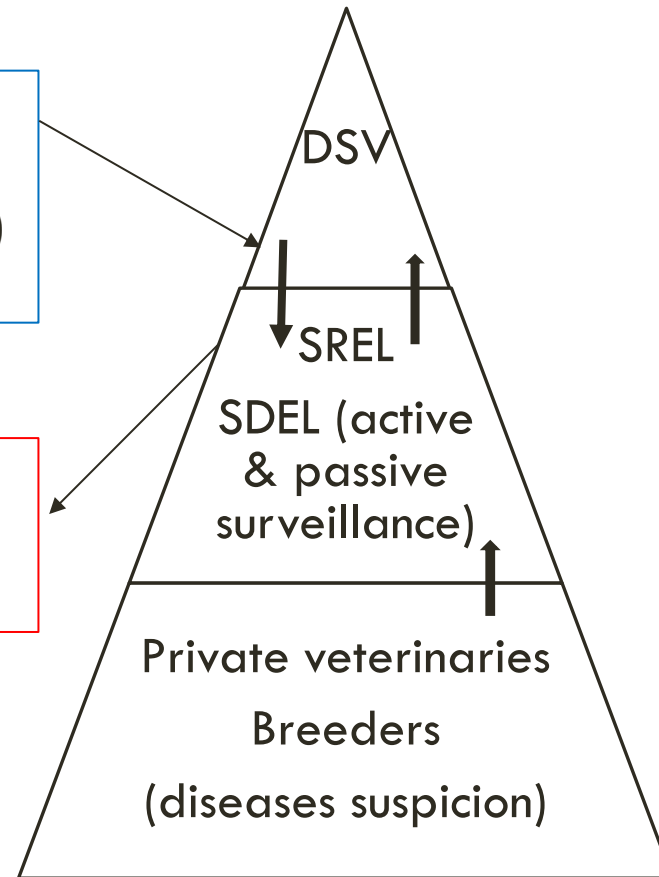 )
DSV
SREL
SDEL (active
& passive
surveillance)
Private veterinaries
Breeders
(diseases suspicion)